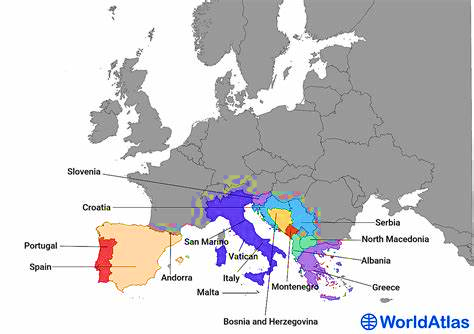 Slovenia
Croatia
San Marino
Serbia
Portugal
North Macedonia
Vatican
Spain
Andorra
Italy
Albania
Malta
Montenegro
Greece
Bosnia and Herzegovina
WorldAtlas